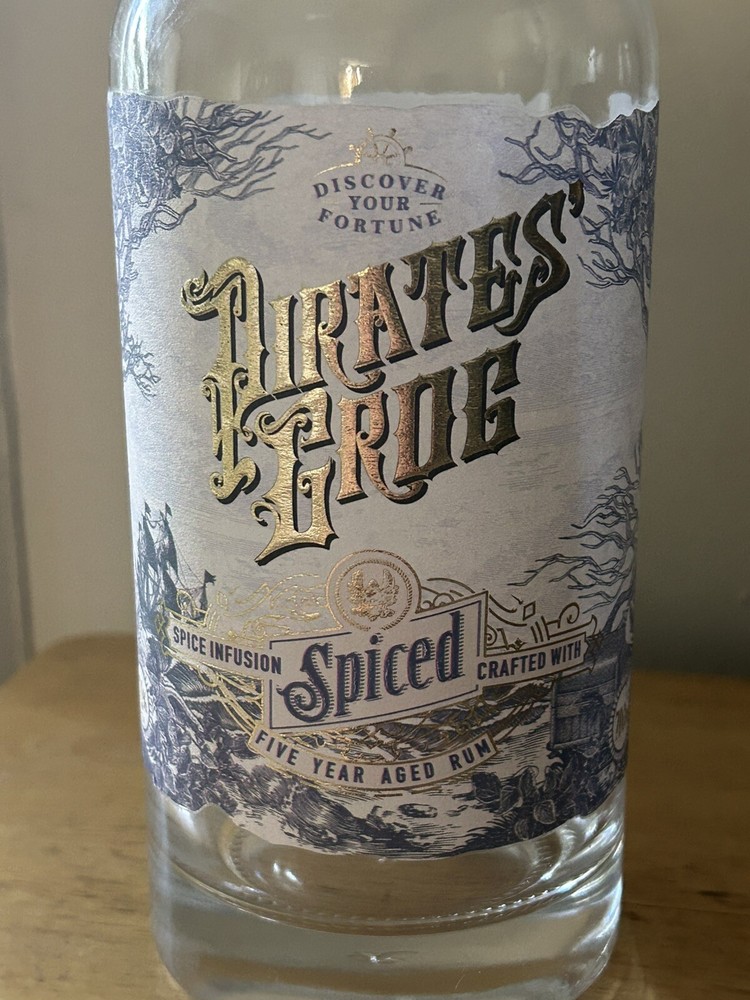 DISCOVER
YOUR
FORTUNE
PIRATES'
GROG
SPICE INFUSION Spiced CRAFTED WITH
FIVE YEAR AGED RUM